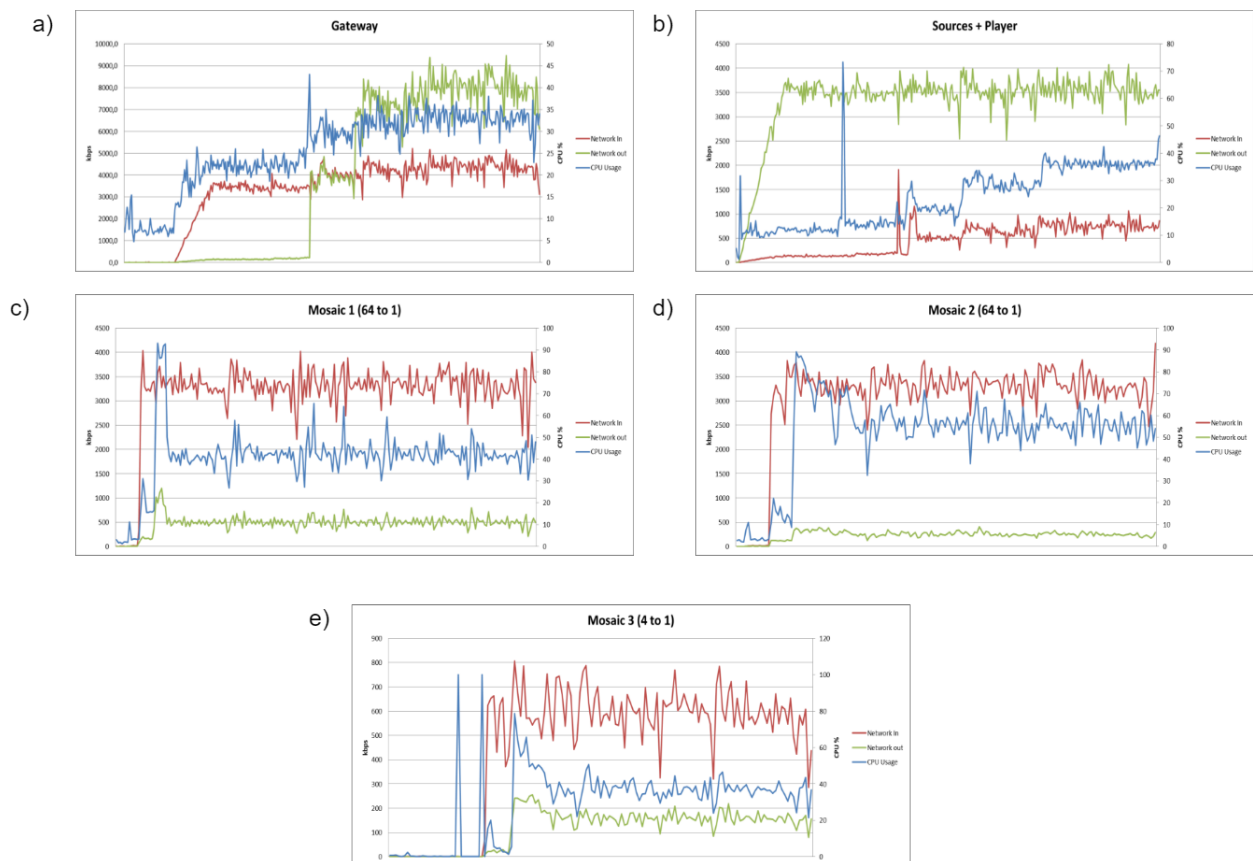 a)
Gateway
10000,0
9000,0
8000,0
7000,0
6000,0
5000,0
4000,0
3000,0
2000,0
1000,0
0,0
kbps
50
45
40
35
30
25
20
15
10
5
0
CPU %
Network In
Network out
CPU Usage
b)
Sources + Player
4500
4000
3500
3000
2500
2000
1500
1000
500
0
kbps
80
70
60
50
40
30
20
10
0
CPU %
Network In
Network out
CPU Usage
c)
Mosaic 1 (64 to 1)
4500
4000
3500
3000
2500
2000
1500
1000
500
0
kbps
100
90
80
70
60
50
40
30
20
10
0
CPU %
Network In
Network out
CPU Usage
d)
Mosaic 2 (64 to 1)
4500
4000
3500
3000
2500
2000
1500
1000
500
0
kbps
100
90
80
70
60
50
40
30
20
10
0
CPU %
Network In
Network out
CPU Usage
e)
Mosaic 3 (4 to 1)
900
800
700
600
500
400
300
200
100
0
kbps
120
100
80
60
40
20
0
CPU %
Network In
Network out
CPU Usage